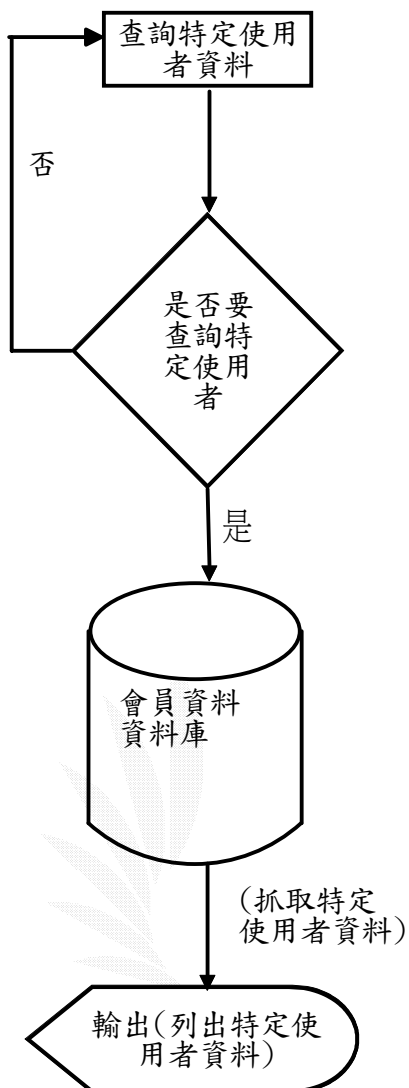 查詢特定使用
者資料
否
是否要
查詢特
定使用
者
是
會員資料
資料庫
(抓取特定
使用者資料)
輸出(列出特定使
用者資料)